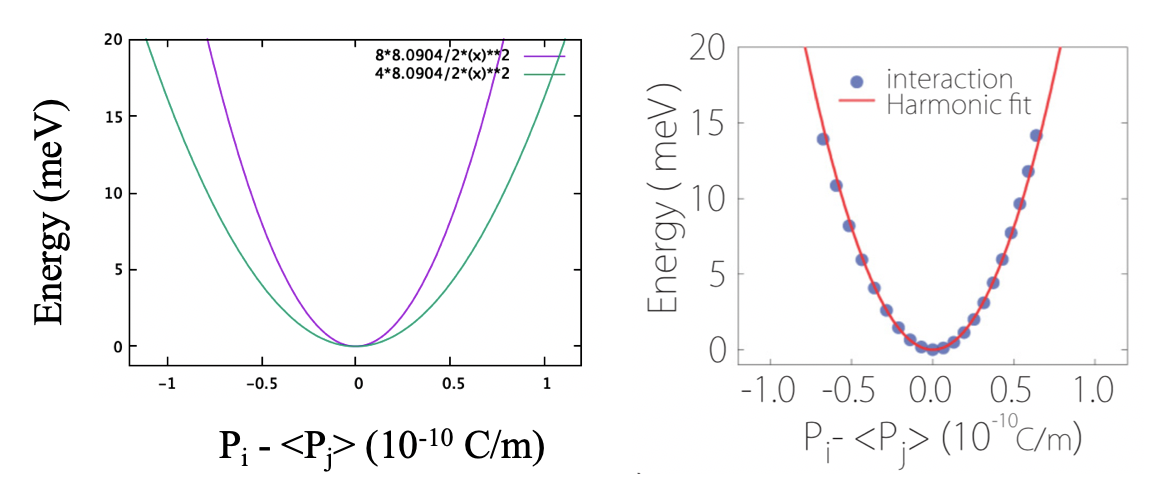 20
15
10
5
0
8*8.0904/2*(x)**2
4*8.0904/2*(x)**2
-1
-0.5
0
0.5
1
Energy (meV)
Pi - <Pj> (10-10 C/m)
20
15
10
5
0
interaction
Harmonic fit
-1.0 -0.5 0.0 0.5 1.0
Energy ( meV )
Pi- <Pj> (10-10C/m)